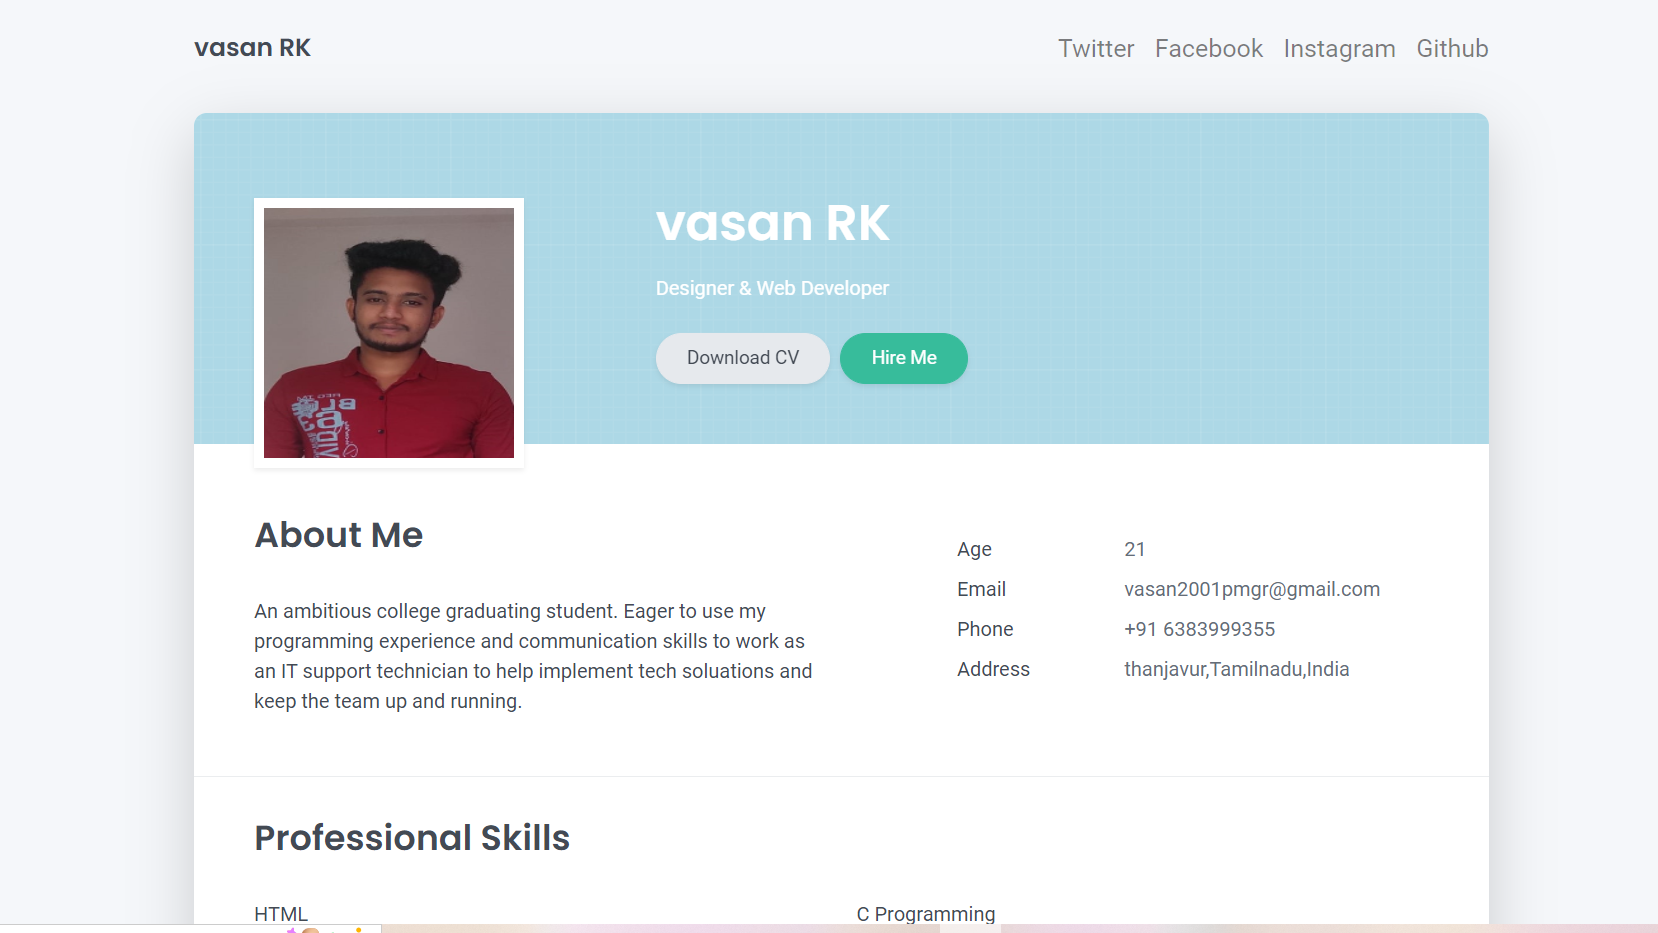 vasan RK
Twitter Facebook Instagram Github
vasan RK
Designer & Web Developer
Download CV Hire Me
About Me
An ambitious college graduating student. Eager to use my
programming experience and communication skills to work as
an IT support technician to help implement tech soluations and
keep the team up and running.
Age 21
Email vasan2001pmgr@gmail.com
Phone +91 6383999355
Address thanjavur,Tamilnadu,India
Professional Skills
HTML C Programming